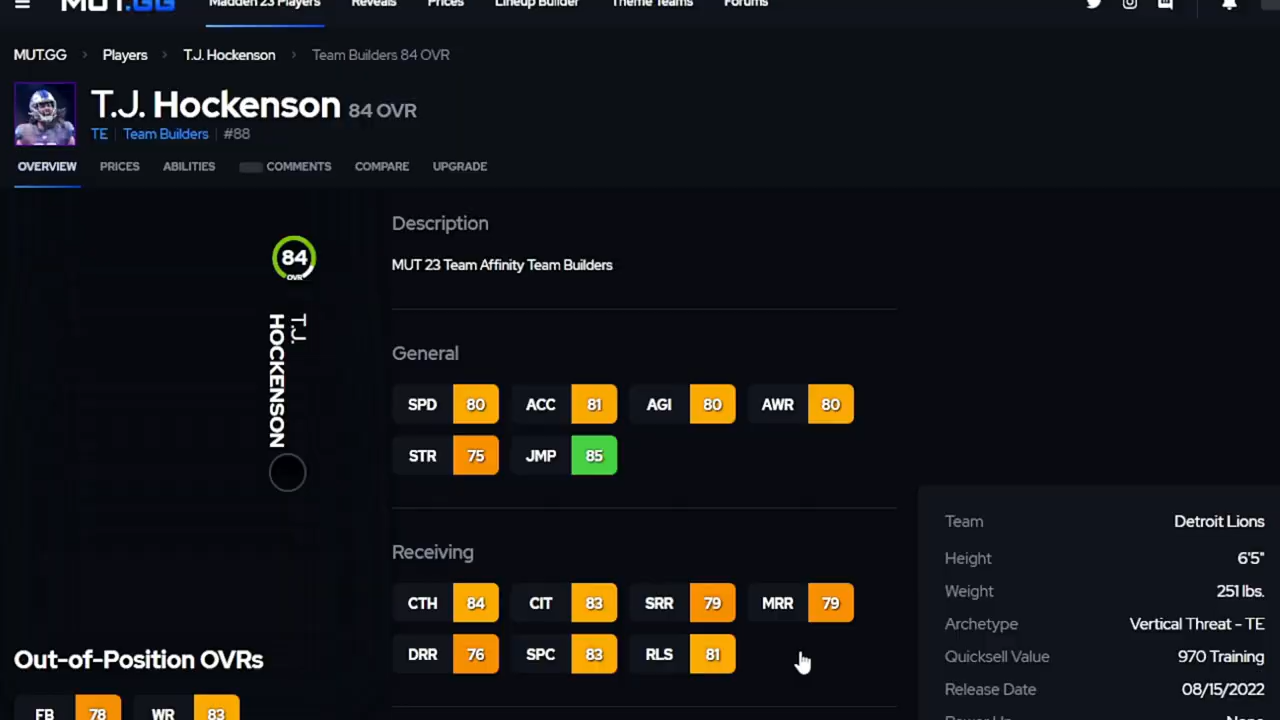 MUT.GG
Madden 23 Players Reveals Prices Lineup Builder Theme Teams Forums
MUT.GG > Players > T.J. Hockenson > Team Builders 84 OVR
T.J. Hockenson 84 OVR
TE | Team Builders | #88
OVERVIEW PRICES ABILITIES COMMENTS COMPARE UPGRADE
84
OVR
T.J.
HOCKENSON
Out-of-Position OVRs
FB 78 WR 83
Description
MUT 23 Team Affinity Team Builders
General
SPD 80 ACC 81 AGI 80 AWR 80
STR 75 JMP 85
Receiving
CTH 84 CIT 83 SRR 79 MRR 79
DRR 76 SPC 83 RLS 81
Team Detroit Lions
Height 6'5"
Weight 251 lbs.
Archetype Vertical Threat - TE
Quicksell Value 970 Training
Release Date 08/15/2022
Power Up None